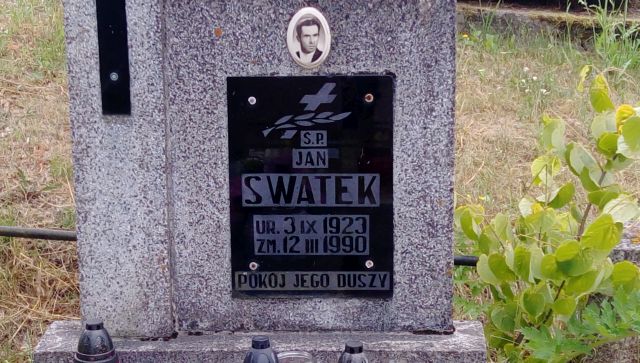 Ś.P.
JAN
SWATEK
UR. 3 IX 1923
ZM. 12 III 1990
POKÓJ JEGO DUSZY